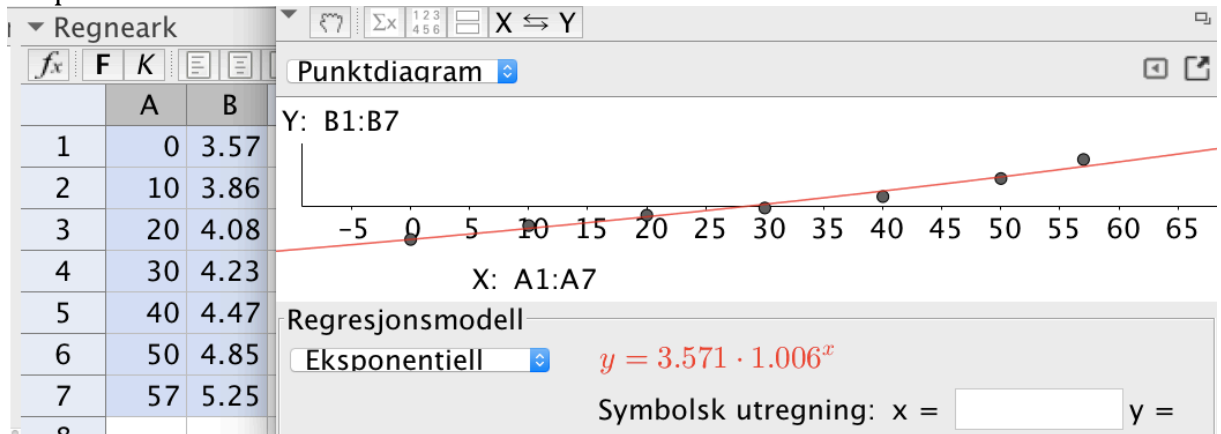 Regneark
fx F K
A B
1 0 3.57
2 10 3.86
3 20 4.08
4 30 4.23
5 40 4.47
6 50 4.85
7 57 5.25
Σx 123 456 X ⇆ Y
Punktdiagram
Y: B1:B7
-5 0 5 10 15 20 25 30 35 40 45 50 55 60 65
X: A1:A7
Regresjonsmodell
Eksponentiell y = 3.571 · 1.006^x
Symbolsk utregning: x = y =